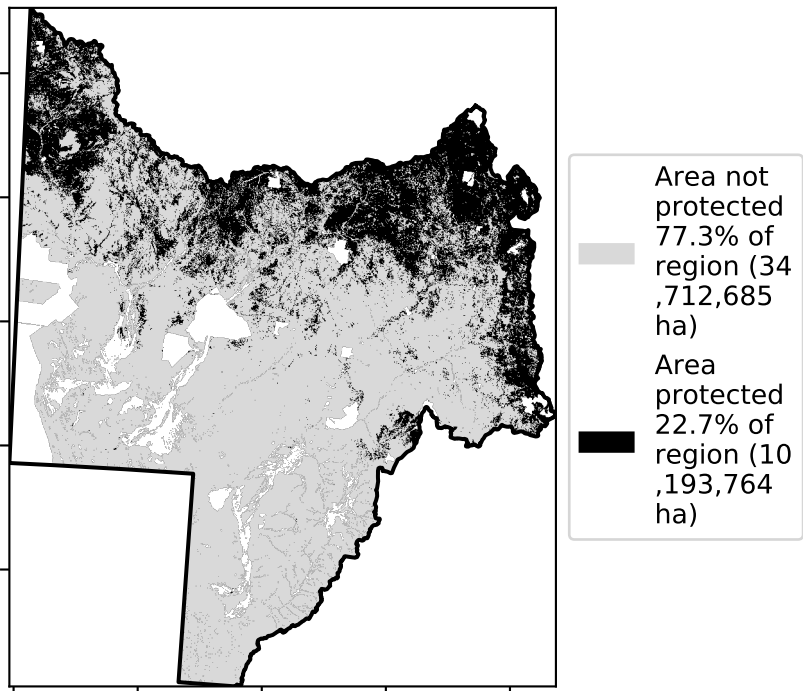 Area not
protected
77.3% of
region (34
,712,685
ha)
Area
protected
22.7% of
region (10
,193,764
ha)